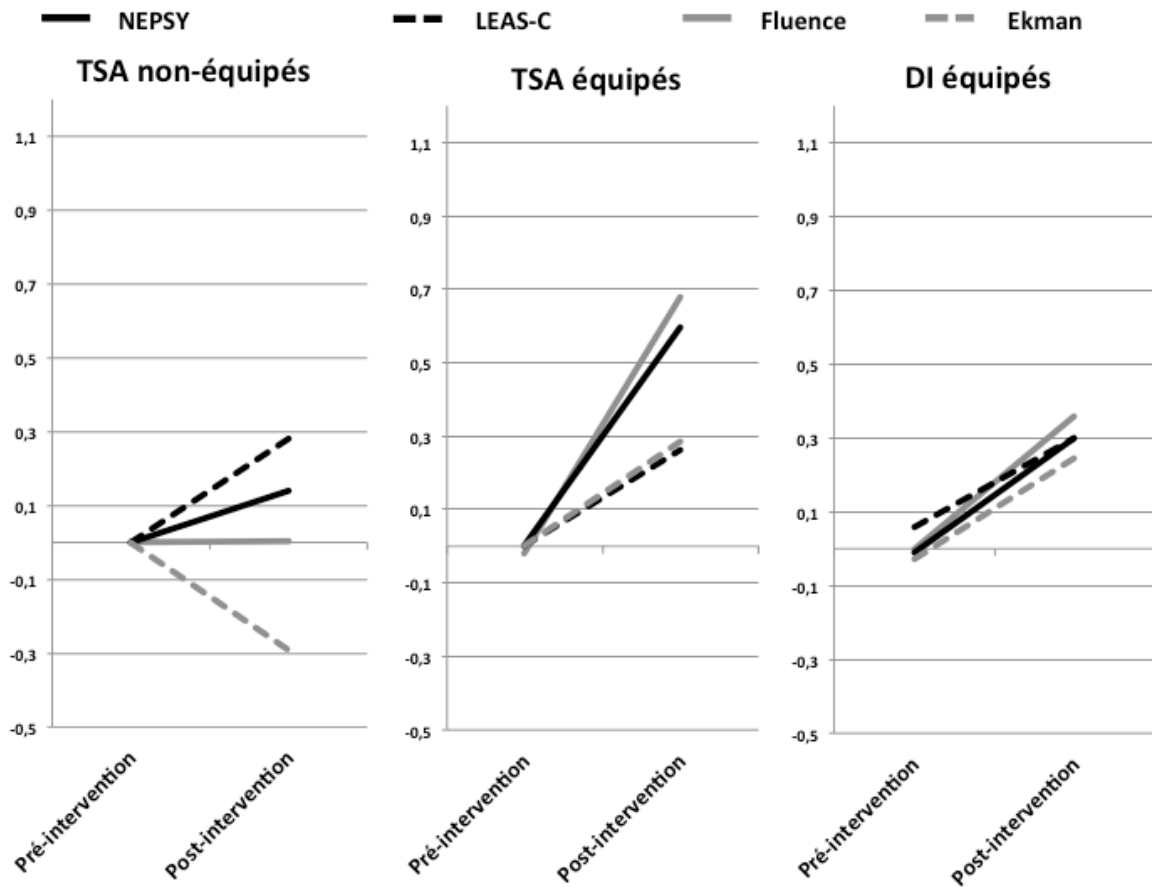 NEPSY LEAS-C Fluence Ekman
TSA non-équipés
1,1
0,9
0,7
0,5
0,3
0,1
-0,1
-0,3
-0,5
Pré-intervention
Post-intervention
TSA équipés
1,1
0,9
0,7
0,5
0,3
0,1
-0,1
-0,3
-0,5
Pré-intervention
Post-intervention
DI équipés
1,1
0,9
0,7
0,5
0,3
0,1
-0,1
-0,3
-0,5
Pré-intervention
Post-intervention